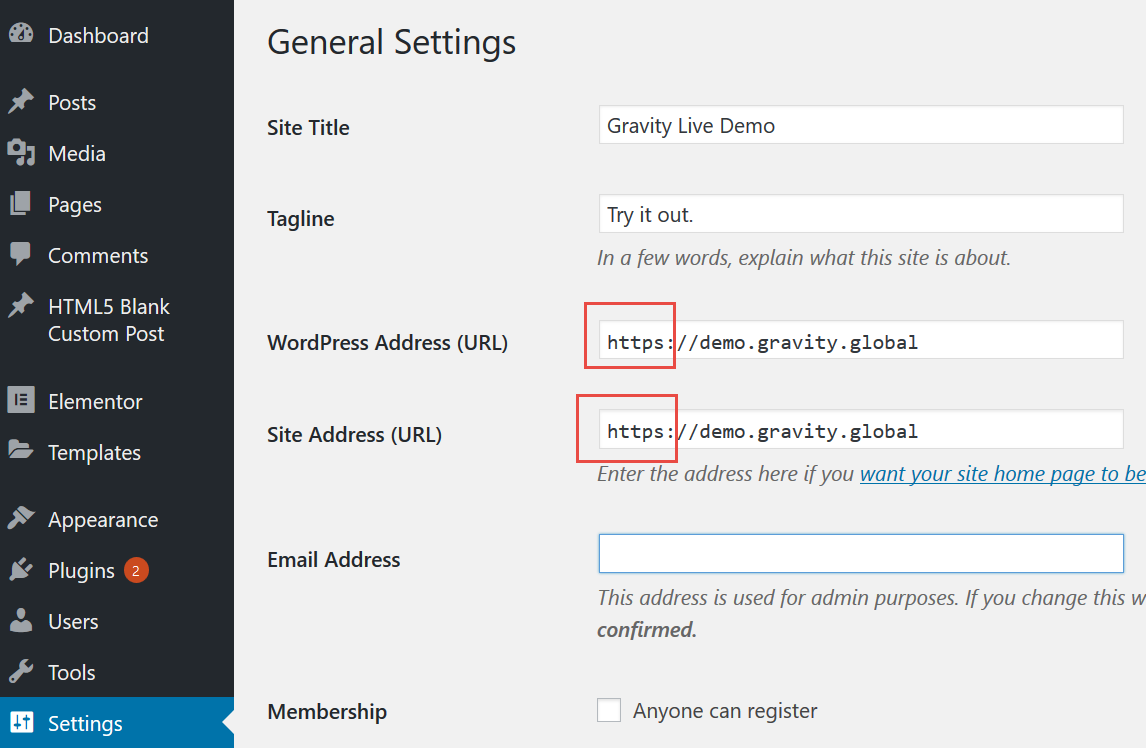 Dashboard
Posts
Media
Pages
Comments
HTML5 Blank
Custom Post
Elementor
Templates
Appearance
Plugins 2
Users
Tools
Settings
General Settings
Site Title
Gravity Live Demo
Tagline
Try it out.
In a few words, explain what this site is about.
WordPress Address (URL)
https://demo.gravity.global
Site Address (URL)
https://demo.gravity.global
Enter the address here if you want your site home page to be
Email Address
This address is used for admin purposes. If you change this w
confirmed.
Membership
Anyone can register